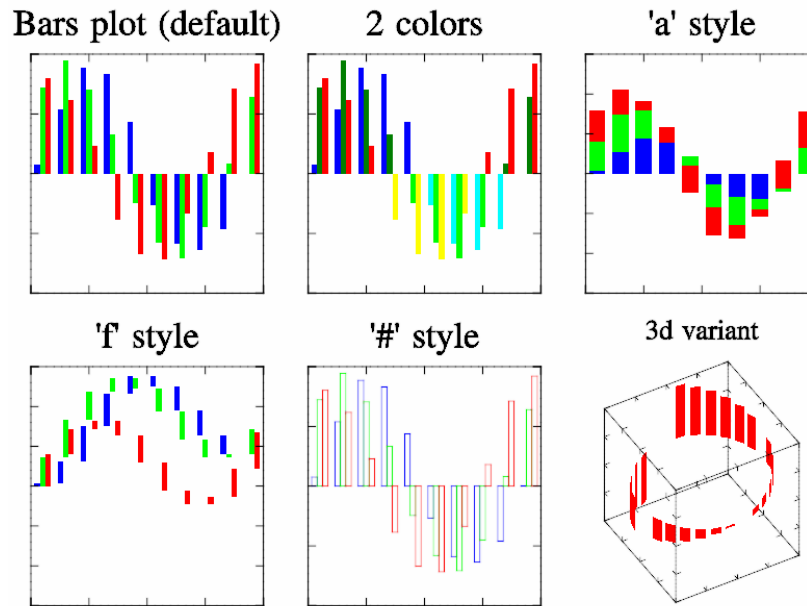 Bars plot (default)
2 colors
'a' style
'f' style
'#' style
3d variant